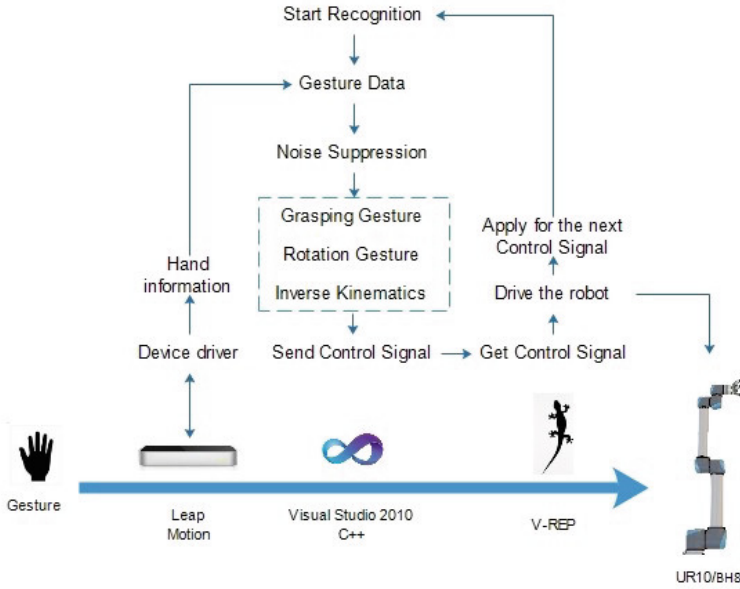 Start Recognition
Gesture Data
Noise Suppression
Grasping Gesture
Rotation Gesture
Inverse Kinematics
Hand
information
Device driver
Send Control Signal
Get Control Signal
Apply for the next
Control Signal
Drive the robot
Gesture
Leap
Motion
Visual Studio 2010
C++
V-REP
UR10/BH8